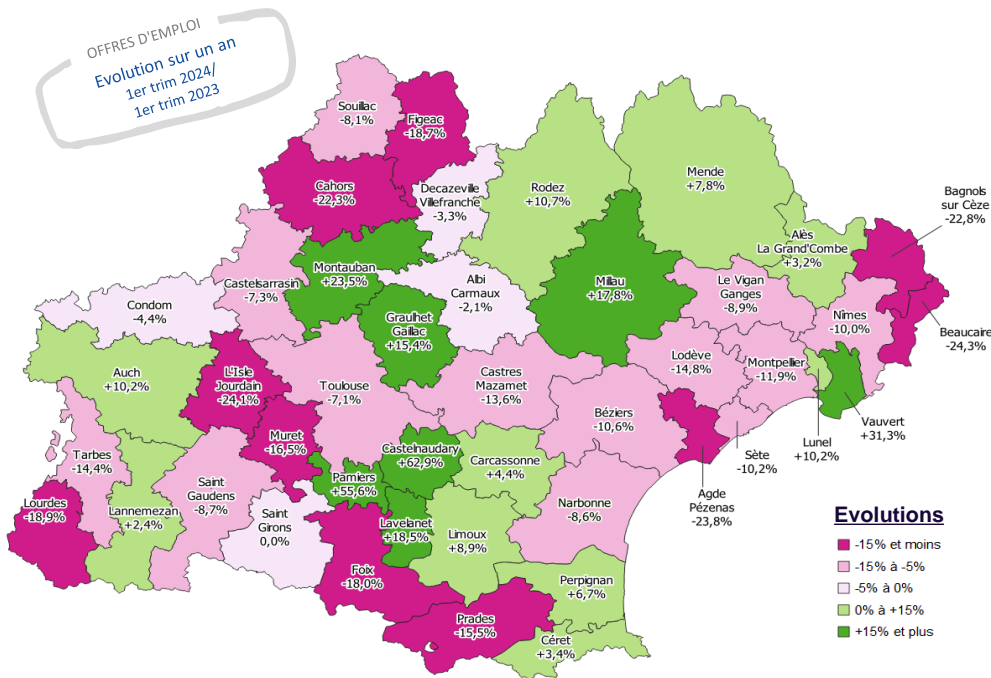 OFFRES D'EMPLOI
Evolution sur un an
1er trim 2024/
1er trim 2023
Souillac
-8,1%
Figeac
-18,7%
Cahors
-22,3%
Decazeville
Villefranche
-3,3%
Rodez
+10,7%
Mende
+7,8%
Bagnols
sur Cèze
-22,8%
Alès
La Grand'Combe
+3,2%
Montauban
+23,5%
Castelsarrasin
-7,3%
Albi
Carmaux
-2,1%
Millau
+17,8%
Le Vigan
Ganges
-8,9%
Condom
-4,4%
Graulhet
Gaillac
+15,4%
Nîmes
-10,0%
Beaucaire
-24,3%
Auch
+10,2%
L'Isle
Jourdain
-24,1%
Toulouse
-7,1%
Castres
Mazamet
-13,6%
Lodève
-14,8%
Montpellier
-11,9%
Béziers
-10,6%
Vauvert
+31,3%
Lunel
+10,2%
Sète
-10,2%
Muret
-16,5%
Castelnaudary
+62,9%
Carcassonne
+4,4%
Tarbes
-14,4%
Saint
Gaudens
-8,7%
Pamiers
+55,6%
Agde
Pézenas
-23,8%
Lourdes
-18,9%
Lannemezan
+2,4%
Saint
Girons
0,0%
Lavelanet
+18,5%
Limoux
+8,9%
Narbonne
-8,6%
Foix
-18,0%
Perpignan
+6,7%
Prades
-15,5%
Céret
+3,4%
Evolutions
-15% et moins
-15% à -5%
-5% à 0%
0% à +15%
+15% et plus